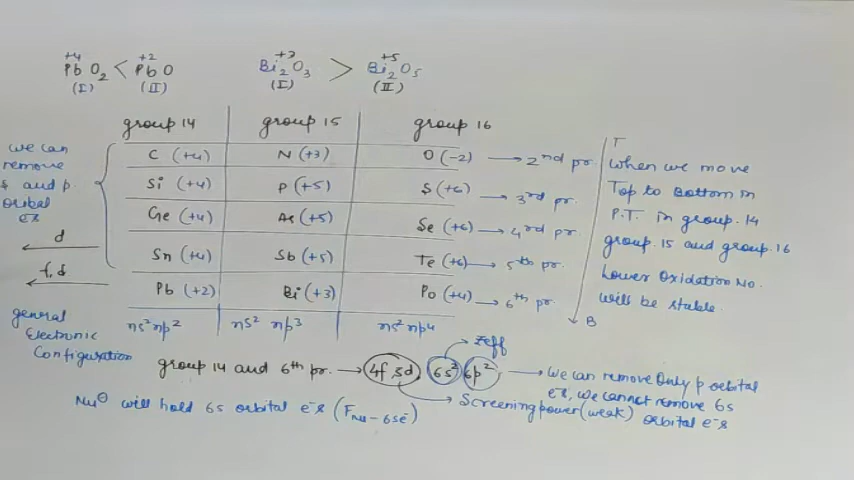 +4 +2 +3 +5
PbO2 < PbO Bi2O3 > Bi2O5
(I) (II) (I) (II)
group 14 group 15 group 16
we can remove s and p orbital e⁻s
C (+4) N (+3) O (-2) → 2nd pr.
Si (+4) P (+5) S (+6) → 3rd pr.
Ge (+4) As (+5) Se (+6) → 4rd pr.
d
Sn (+4) Sb (+5) Te (+6) → 5th pr.
f, d
Pb (+2) Bi (+3) Po (+4) → 6th pr.
T
When we move
Top to Bottom in
P.T. in group 14
group 15 and group 16
Lower Oxidation No.
will be stable.
B
general
Electronic
Configuration
ns² np² ns² np³ ns² np⁴
Zeff
group 14 and 6th pr. → 4f, 5d, 6s² 6p² → We can remove Only p orbital
e⁻s, we cannot remove 6s
orbital e⁻s
Screening power (weak)
Nu⊕ will hold 6s orbital e⁻s (F Nu-6se⁻)